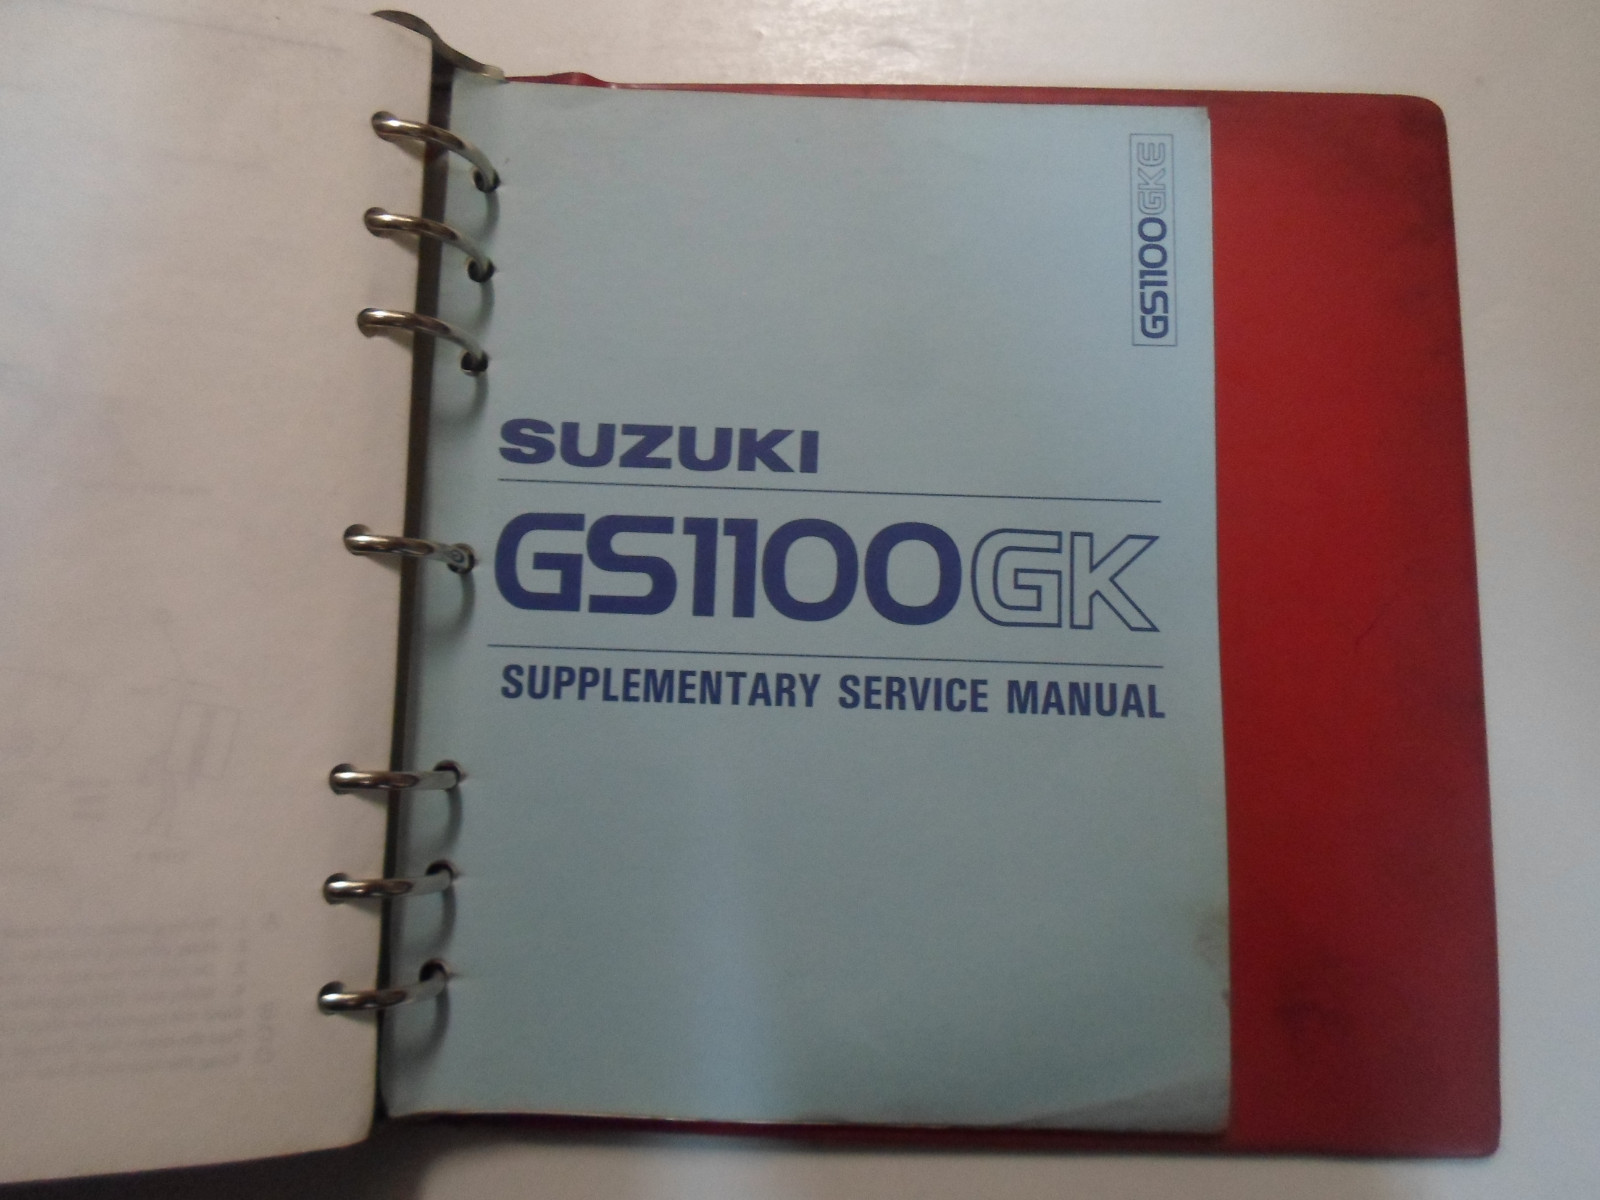 GS1100GKE
SUZUKI
GS1100GK
SUPPLEMENTARY SERVICE MANUAL